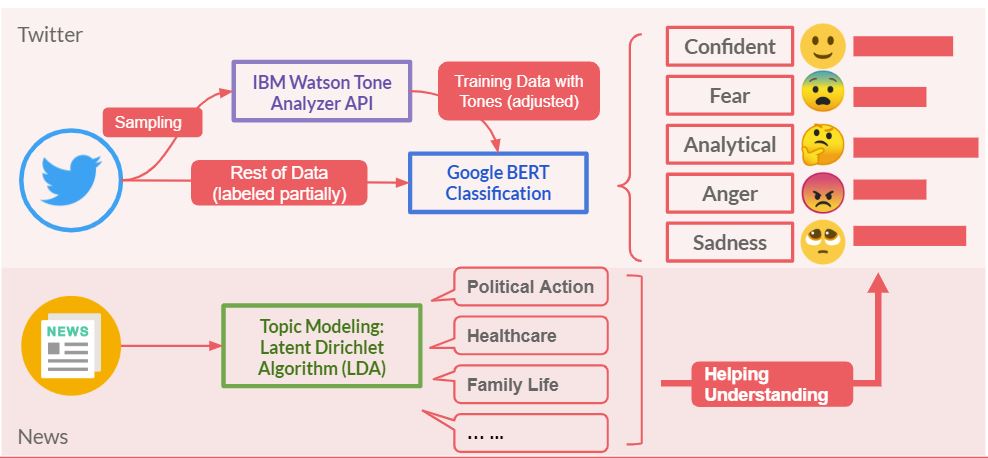 Twitter
Sampling
IBM Watson Tone
Analyzer API
Training Data with
Tones (adjusted)
Rest of Data
(labeled partially)
Google BERT
Classification
Confident
Fear
Analytical
Anger
Sadness
NEWS
Topic Modeling:
Latent Dirichlet
Algorithm (LDA)
Political Action
Healthcare
Family Life
... ...
Helping
Understanding
News